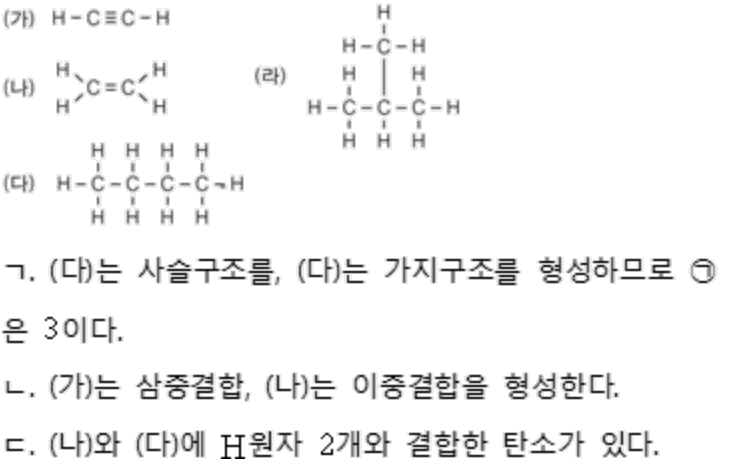 (가) H-C≡C-H
(나) H H C=C H H
(다) H H H H H-C-C-C-C-H H H H H
(라) H H-C-H H H H-C-C-C-H H H H
ㄱ. (다)는 사슬구조를, (다)는 가지구조를 형성하므로 ㉠
은 3이다.
ㄴ. (가)는 삼중결합, (나)는 이중결합을 형성한다.
ㄷ. (나)와 (다)에 H원자 2개와 결합한 탄소가 있다.